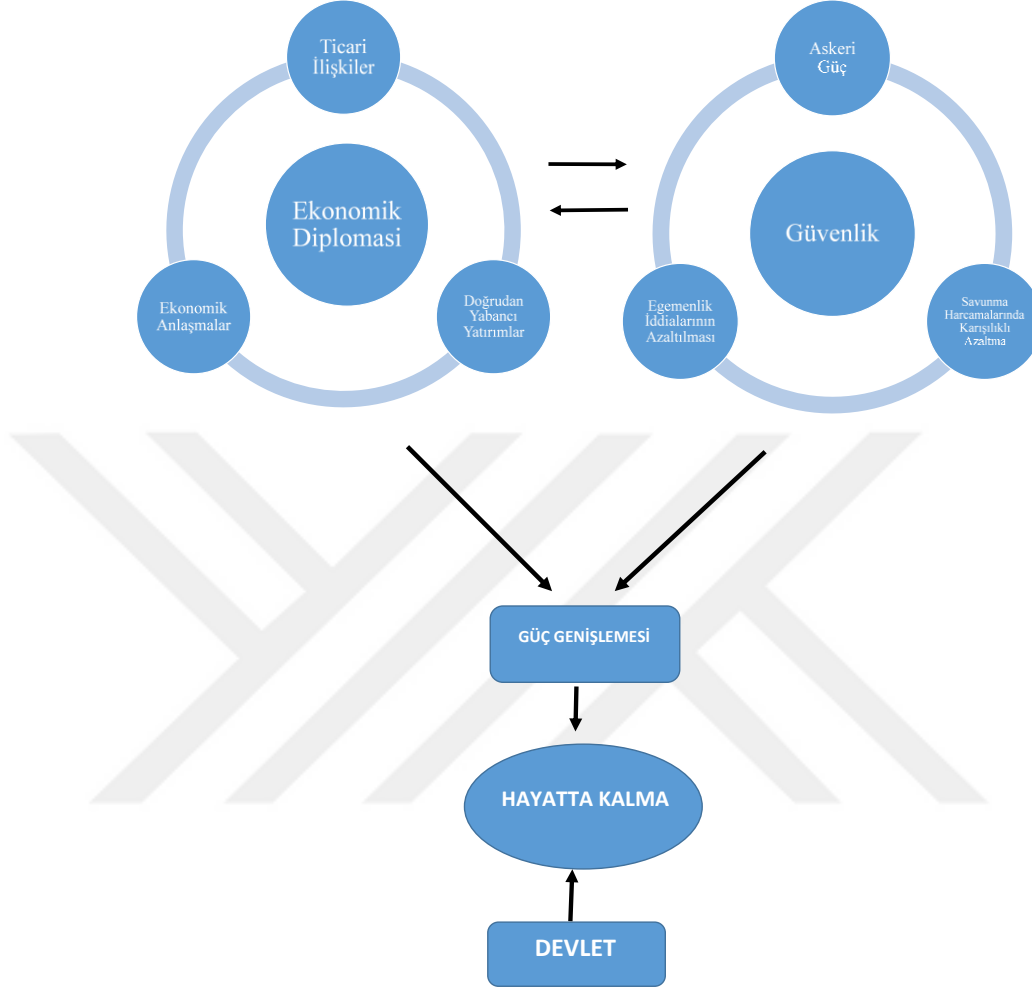 Ticari
İlişkiler
Ekonomik
Diplomasi
Ekonomik
Anlaşmalar
Doğrudan
Yabancı
Yatırımlar
Askeri
Güç
Güvenlik
Egemenlik
İddialarının
Azaltılması
Savunma
Harcamalarında
Karışılıklı
Azaltma
GÜÇ GENİŞLEMESİ
HAYATTA KALMA
DEVLET